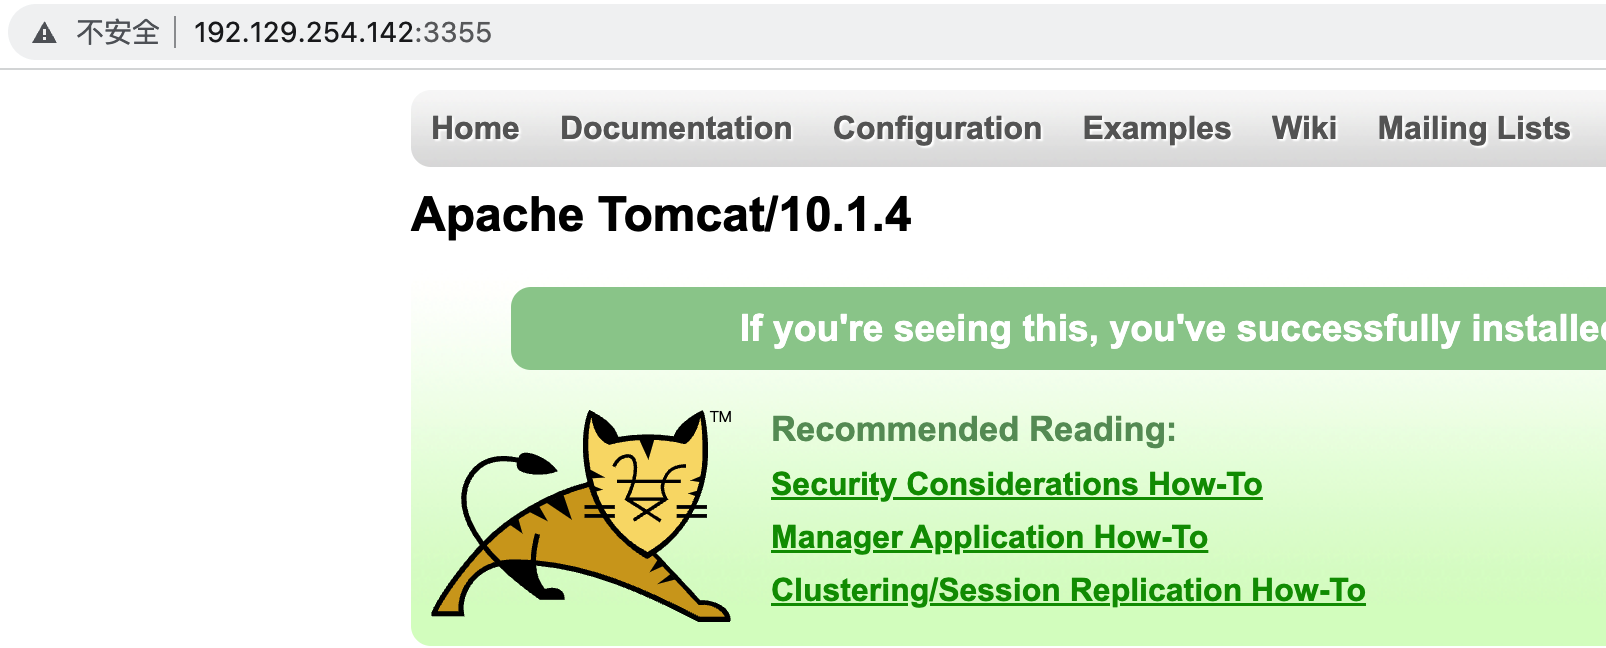 不安全 192.129.254.142:3355
Home Documentation Configuration Examples Wiki Mailing Lists
Apache Tomcat/10.1.4
If you're seeing this, you've successfully installed
TM
Recommended Reading:
Security Considerations How-To
Manager Application How-To
Clustering/Session Replication How-To